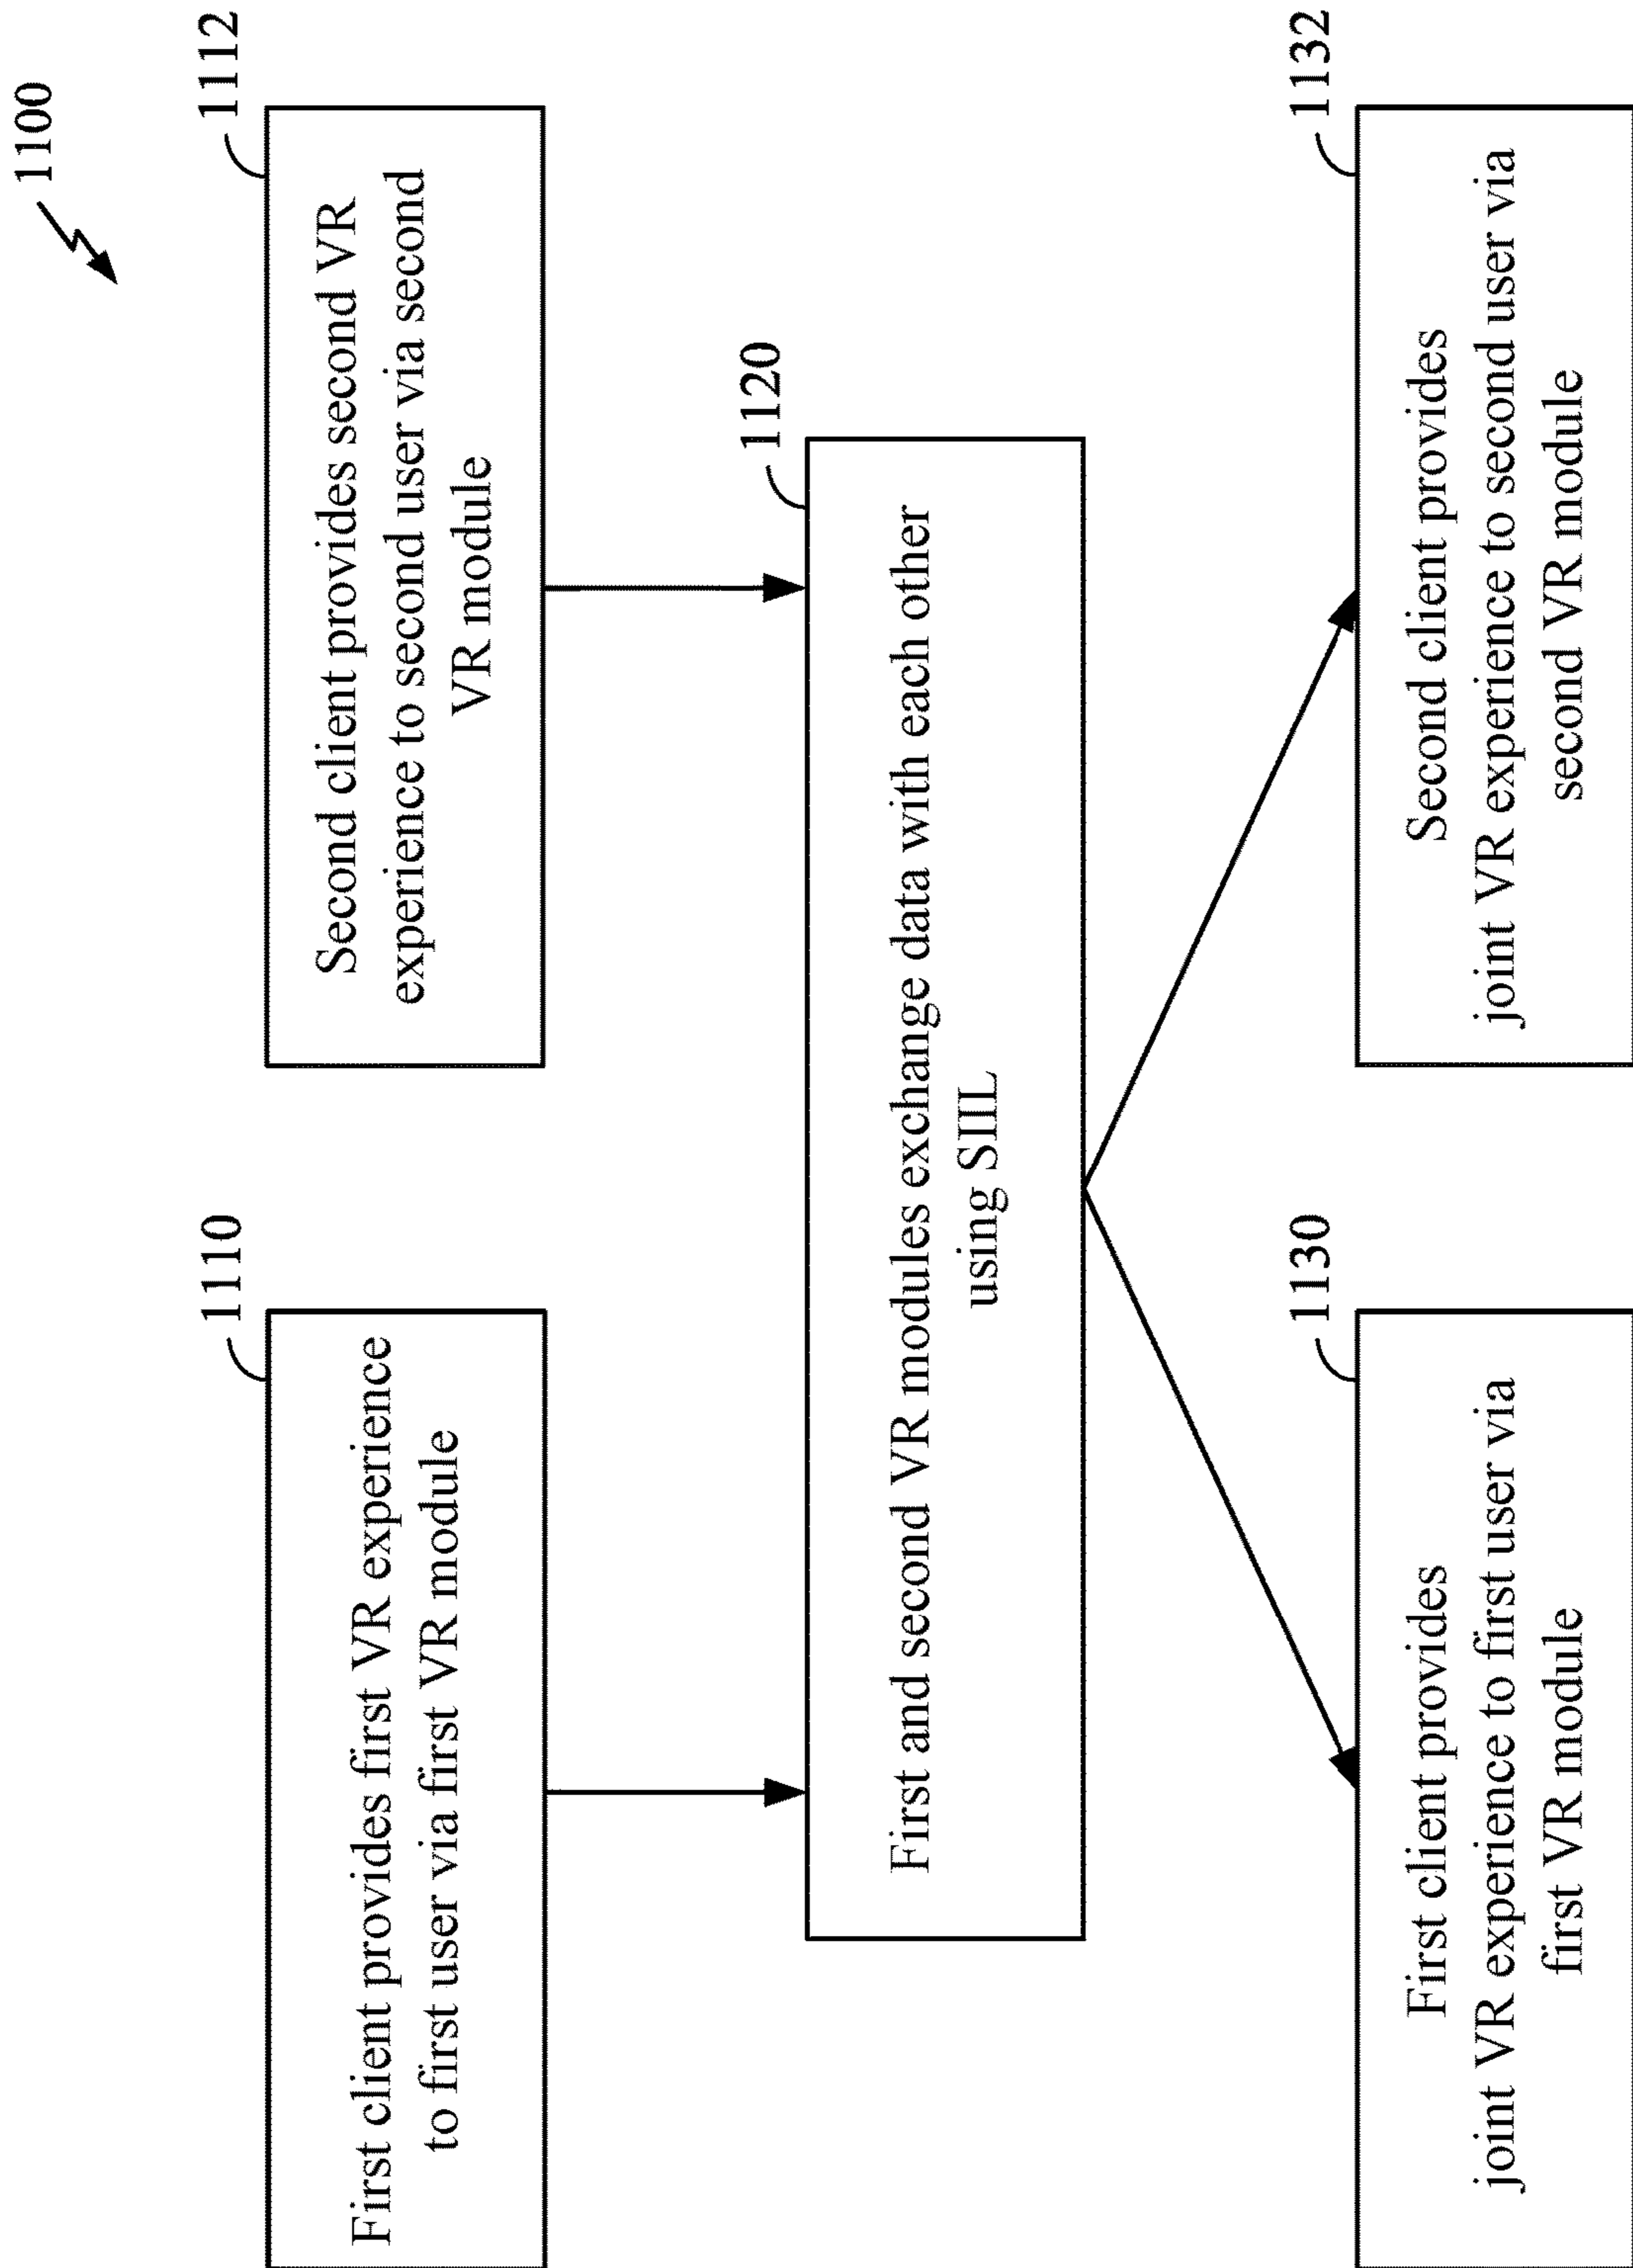 1100
1110
First client provides first VR experience
to first user via first VR module
1112
Second client provides second VR
experience to second user via second
VR module
1120
First and second VR modules exchange data with each other
using SIIL
1130
First client provides
joint VR experience to first user via
first VR module
1132
Second client provides
joint VR experience to second user via
second VR module